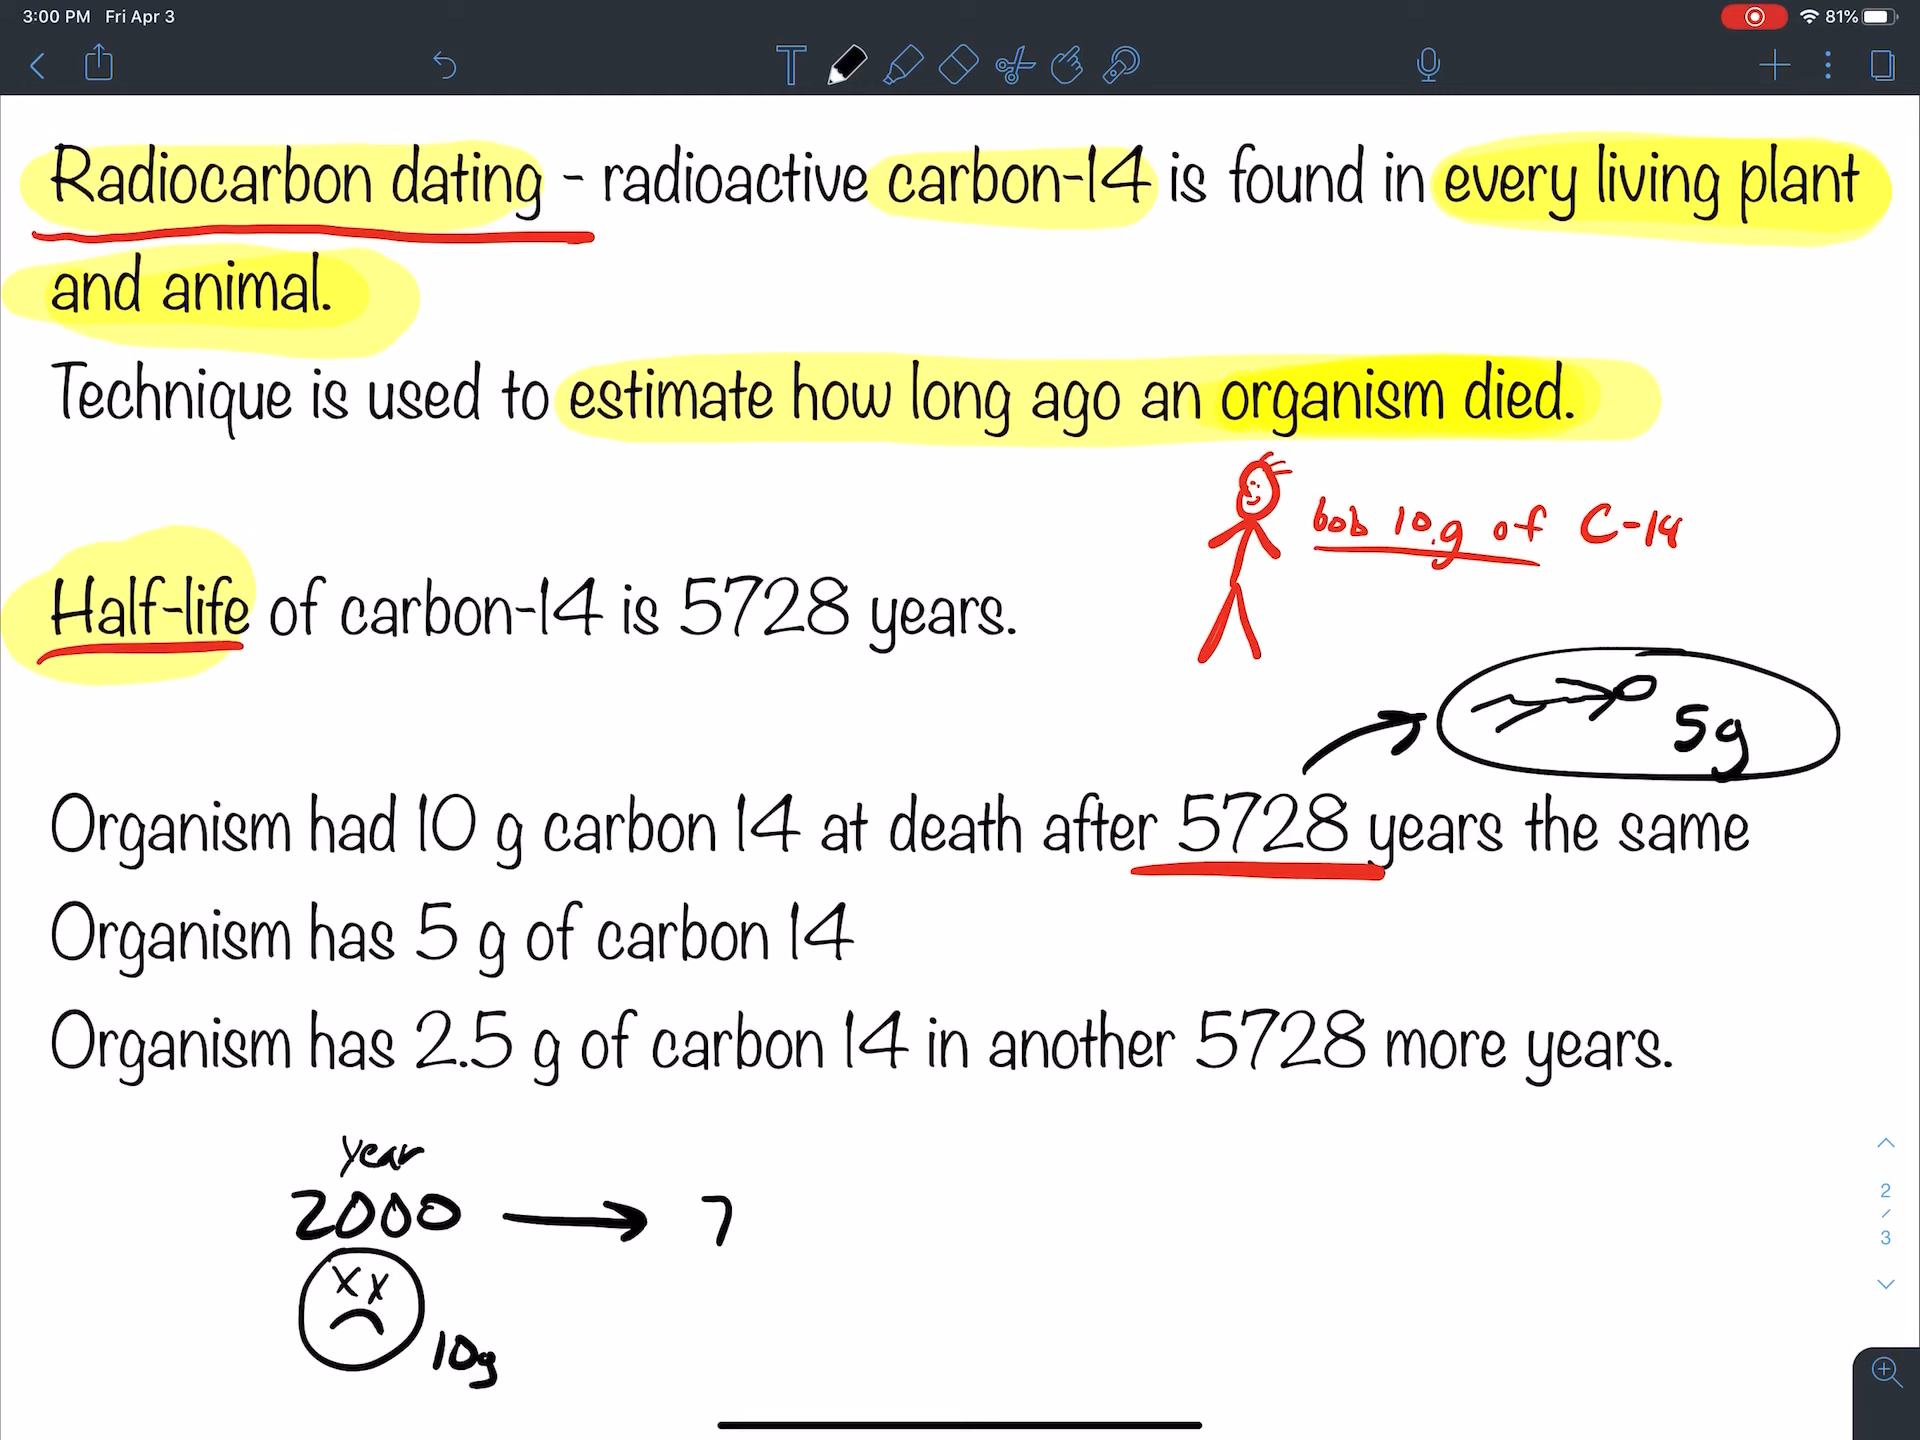 3:00 PM Fri Apr 3
81%
Radiocarbon dating - radioactive carbon-14 is found in every living plant
and animal.
Technique is used to estimate how long ago an organism died.
bob 10.g of C-14
Half-life of carbon-14 is 5728 years.
5g
Organism had 10 g carbon 14 at death after 5728 years the same
Organism has 5 g of carbon 14
Organism has 2.5 g of carbon 14 in another 5728 more years.
year
2000 → 7
xx
10g
2
/
3